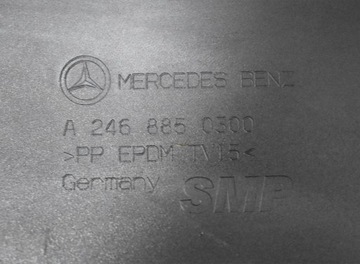 MERCEDES BENZ
A 246 885 0300
>PP EPDM TV15<
Germany SMP